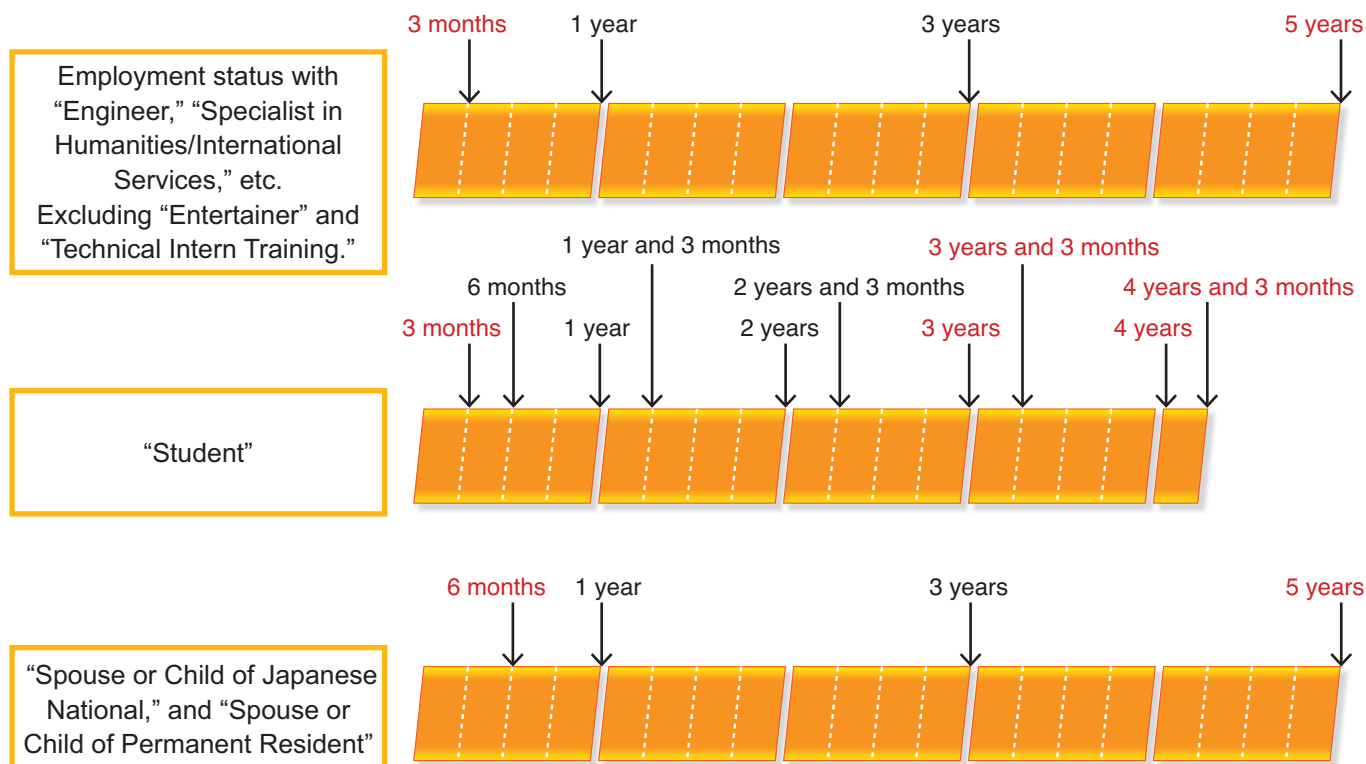 3 months
1 year
3 years
5 years
Employment status with
“Engineer,” “Specialist in
Humanities/International
Services,” etc.
Excluding “Entertainer” and
“Technical Intern Training.”
1 year and 3 months
3 years and 3 months
6 months
2 years and 3 months
4 years and 3 months
3 months
1 year
2 years
3 years
4 years
“Student”
6 months
1 year
3 years
5 years
“Spouse or Child of Japanese
National,” and “Spouse or
Child of Permanent Resident”